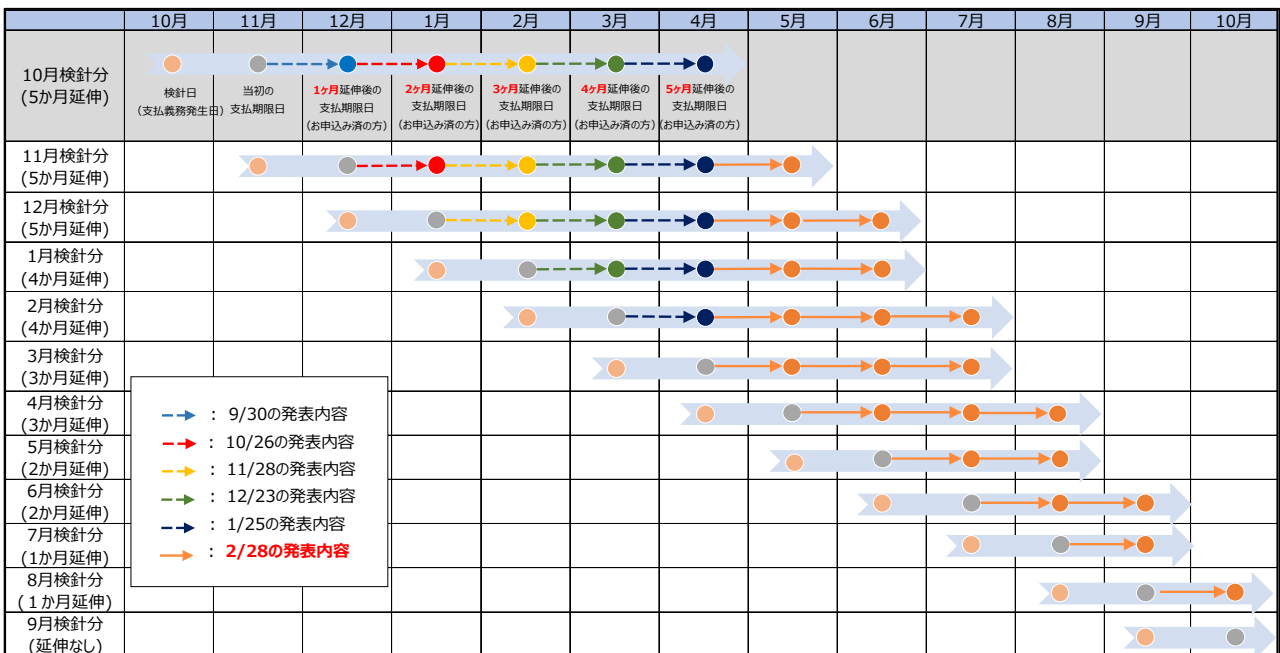 10月 11月 12月 1月 2月 3月 4月 5月 6月 7月 8月 9月 10月
10月検針分
(5か月延伸)
検針日
(支払義務発生日)
当初の
支払期限日
1ヶ月延伸後の
支払期限日
(お申込み済の方)
2ヶ月延伸後の
支払期限日
(お申込み済の方)
3ヶ月延伸後の
支払期限日
(お申込み済の方)
4ヶ月延伸後の
支払期限日
(お申込み済の方)
5ヶ月延伸後の
支払期限日
(お申込み済の方)
11月検針分
(5か月延伸)
12月検針分
(5か月延伸)
1月検針分
(4か月延伸)
2月検針分
(4か月延伸)
3月検針分
(3か月延伸)
4月検針分
(3か月延伸)
5月検針分
(2か月延伸)
6月検針分
(2か月延伸)
7月検針分
(1か月延伸)
8月検針分
(１か月延伸)
9月検針分
(延伸なし)
： 9/30の発表内容
： 10/26の発表内容
： 11/28の発表内容
： 12/23の発表内容
： 1/25の発表内容
： 2/28の発表内容